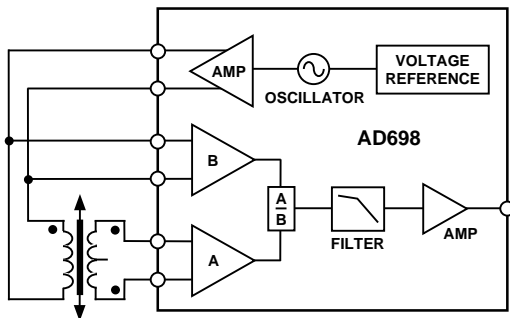 AMP
OSCILLATOR
VOLTAGE
REFERENCE
AD698
B
A
B
FILTER
AMP
A